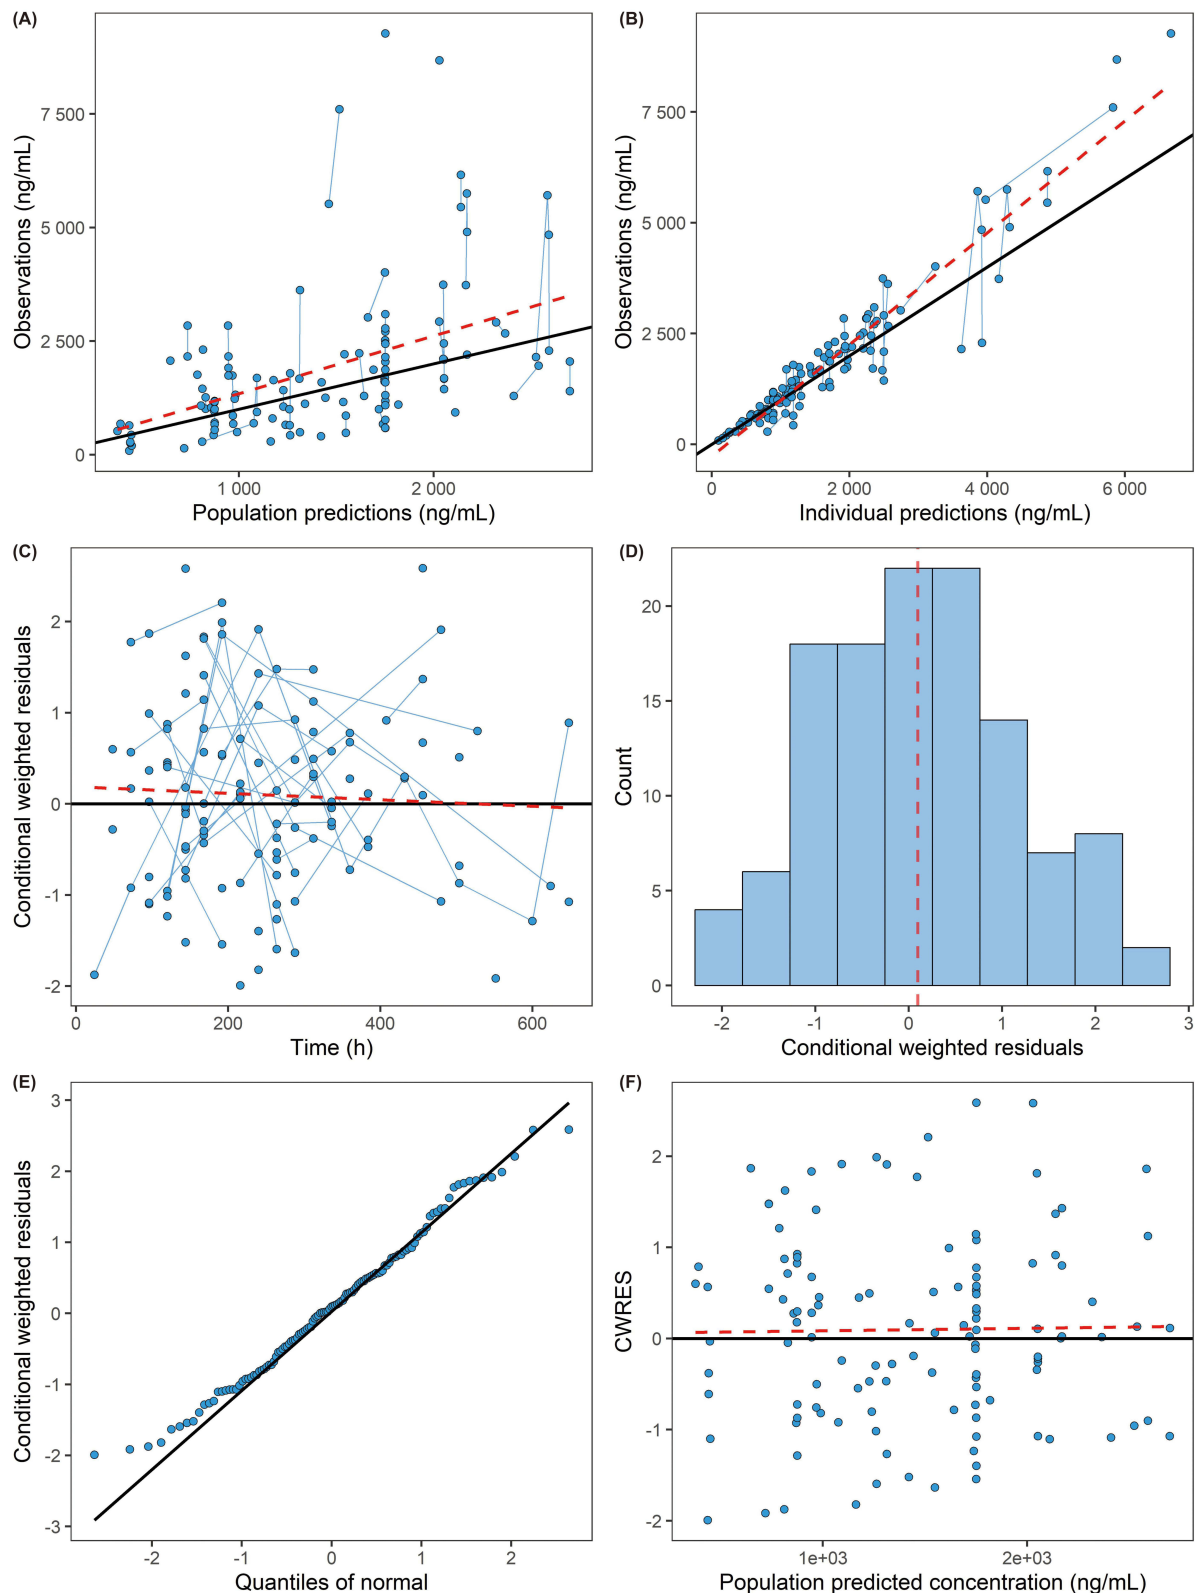 (A)
7 500
5 000
2 500
0
Observations (ng/mL)
1 000
2 000
Population predictions (ng/mL)
(B)
7 500
5 000
2 500
0
Observations (ng/mL)
0
2 000
4 000
6 000
Individual predictions (ng/mL)
(C)
2
1
0
-1
-2
Conditional weighted residuals
0
200
400
600
Time (h)
(D)
20
15
10
5
0
Count
-2
-1
0
1
2
3
Conditional weighted residuals
(E)
3
2
1
0
-1
-2
-3
Conditional weighted residuals
-2
-1
0
1
2
Quantiles of normal
(F)
2
1
0
-1
-2
CWRES
1e+03
2e+03
Population predicted concentration (ng/mL)